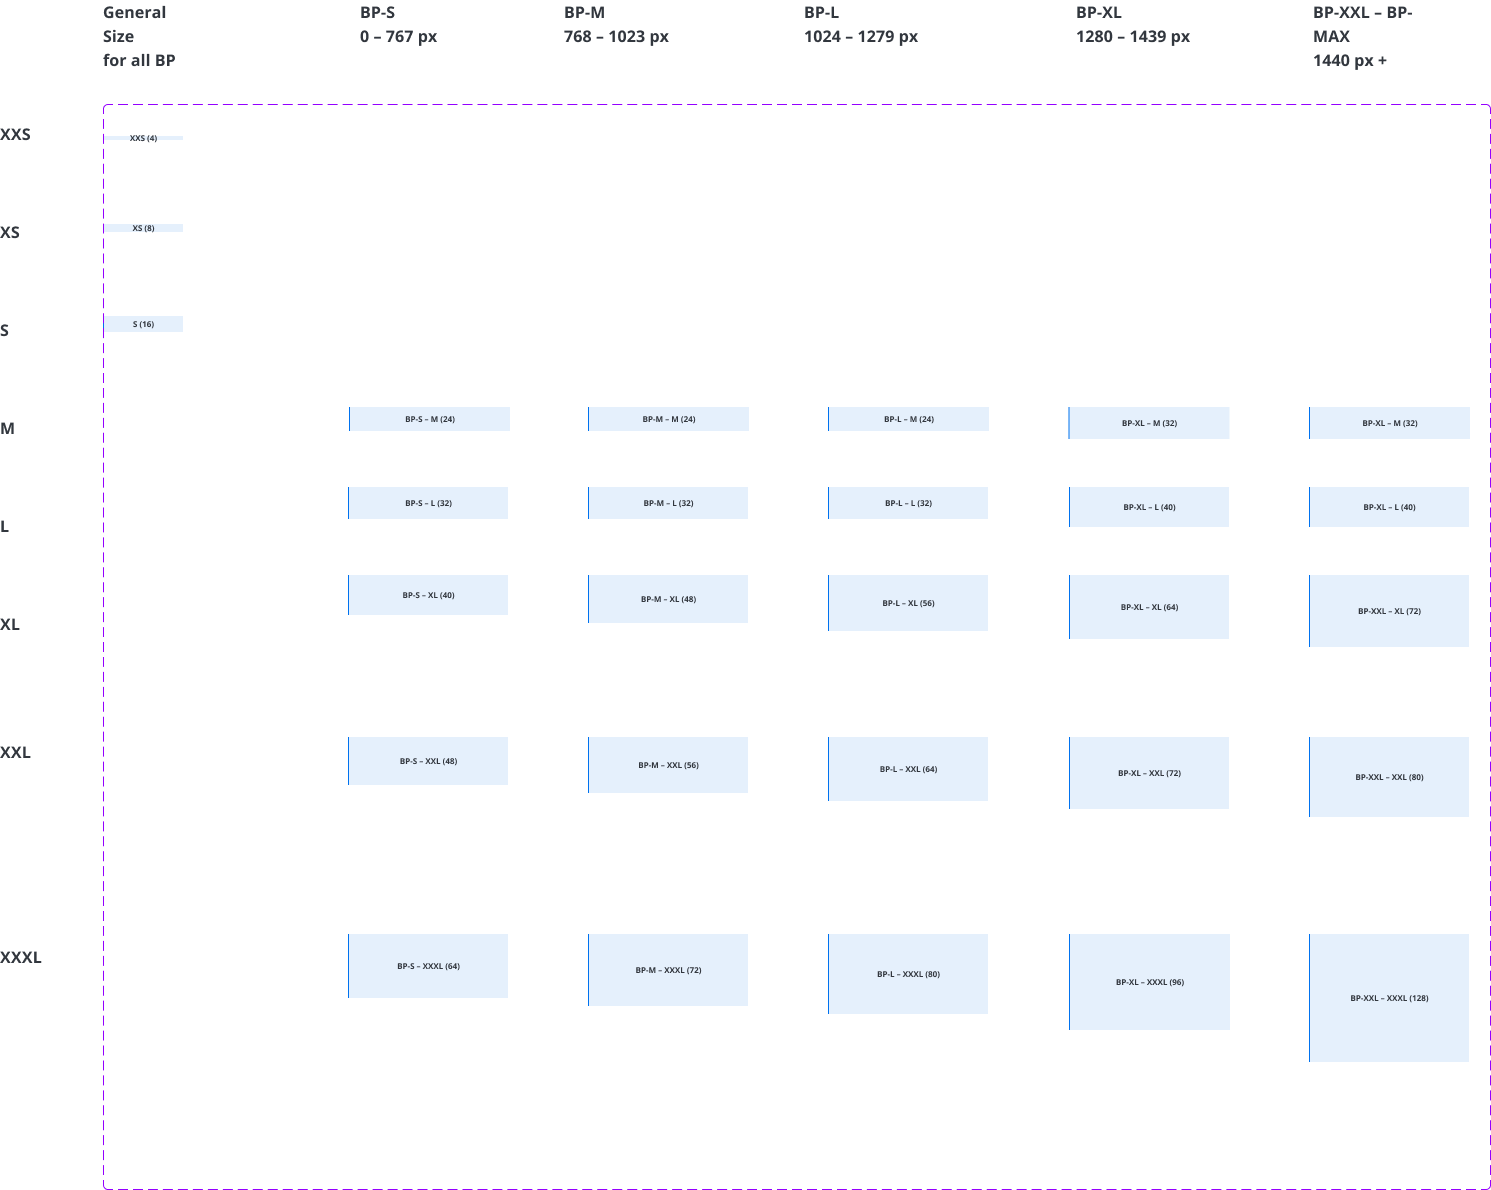 General
Size
for all BP
BP-S
0 – 767 px
BP-M
768 – 1023 px
BP-L
1024 – 1279 px
BP-XL
1280 – 1439 px
BP-XXL – BP-
MAX
1440 px +
XXS
XXS (4)
XS
XS (8)
S
S (16)
M
BP-S – M (24)
BP-M – M (24)
BP-L – M (24)
BP-XL – M (32)
BP-XL – M (32)
L
BP-S – L (32)
BP-M – L (32)
BP-L – L (32)
BP-XL – L (40)
BP-XL – L (40)
XL
BP-S – XL (40)
BP-M – XL (48)
BP-L – XL (56)
BP-XL – XL (64)
BP-XXL – XL (72)
XXL
BP-S – XXL (48)
BP-M – XXL (56)
BP-L – XXL (64)
BP-XL – XXL (72)
BP-XXL – XXL (80)
XXXL
BP-S – XXXL (64)
BP-M – XXXL (72)
BP-L – XXXL (80)
BP-XL – XXXL (96)
BP-XXL – XXXL (128)